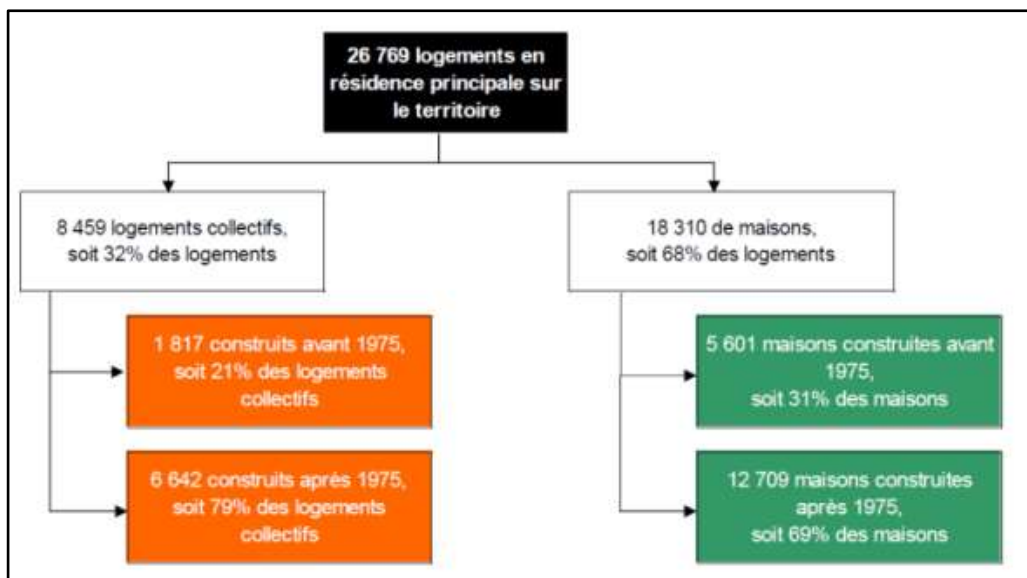 26 769 logements en
résidence principale sur
le territoire
8 459 logements collectifs,
soit 32% des logements
18 310 de maisons,
soit 68% des logements
1 817 construits avant 1975,
soit 21% des logements
collectifs
5 601 maisons construites avant
1975,
soit 31% des maisons
6 642 construits après 1975,
soit 79% des logements
collectifs
12 709 maisons construites
après 1975,
soit 69% des maisons